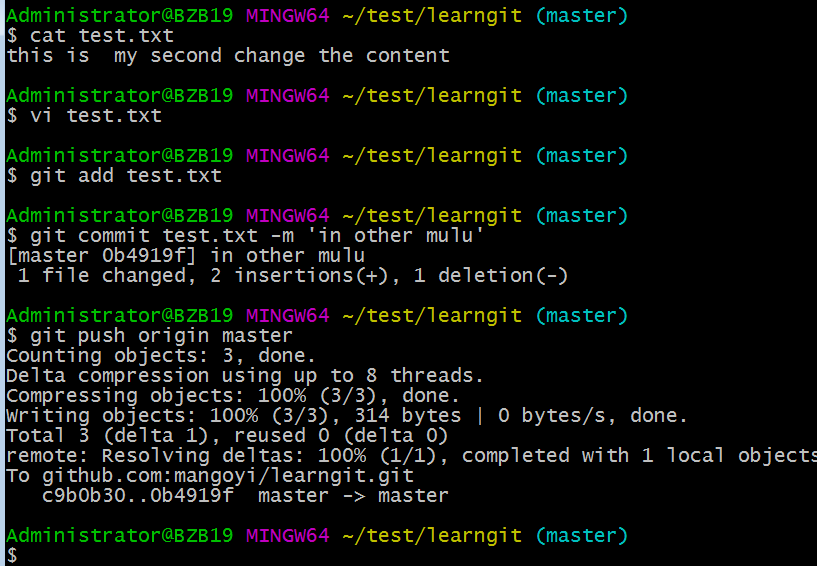 Administrator@BZB19 MINGW64 ~/test/learngit (master)
$ cat test.txt
this is  my second change the content
Administrator@BZB19 MINGW64 ~/test/learngit (master)
$ vi test.txt
Administrator@BZB19 MINGW64 ~/test/learngit (master)
$ git add test.txt
Administrator@BZB19 MINGW64 ~/test/learngit (master)
$ git commit test.txt -m 'in other mulu'
[master 0b4919f] in other mulu
 1 file changed, 2 insertions(+), 1 deletion(-)
Administrator@BZB19 MINGW64 ~/test/learngit (master)
$ git push origin master
Counting objects: 3, done.
Delta compression using up to 8 threads.
Compressing objects: 100% (3/3), done.
Writing objects: 100% (3/3), 314 bytes | 0 bytes/s, done.
Total 3 (delta 1), reused 0 (delta 0)
remote: Resolving deltas: 100% (1/1), completed with 1 local objects
To github.com:mangoyi/learngit.git
   c9b0b30..0b4919f  master -> master
Administrator@BZB19 MINGW64 ~/test/learngit (master)
$